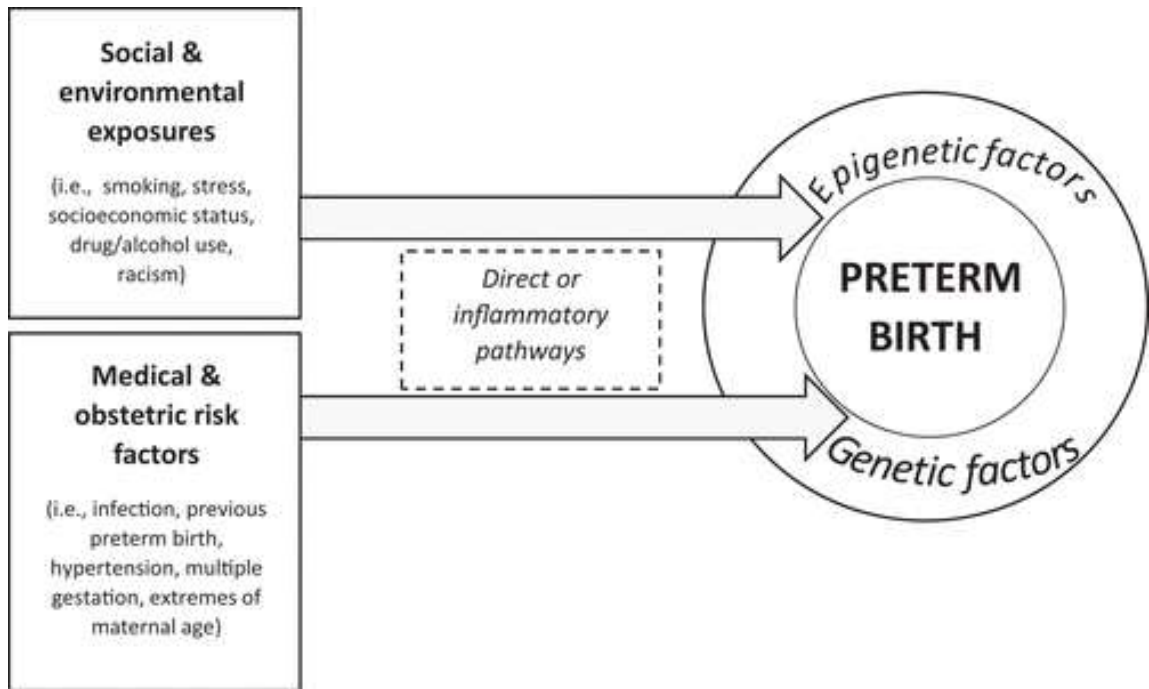 Social &
environmental
exposures
(i.e., smoking, stress,
socioeconomic status,
drug/alcohol use,
racism)
Medical &
obstetric risk
factors
(i.e., infection, previous
preterm birth,
hypertension, multiple
gestation, extremes of
maternal age)
Direct or
inflammatory
pathways
Epigenetic factors
PRETERM
BIRTH
Genetic factors